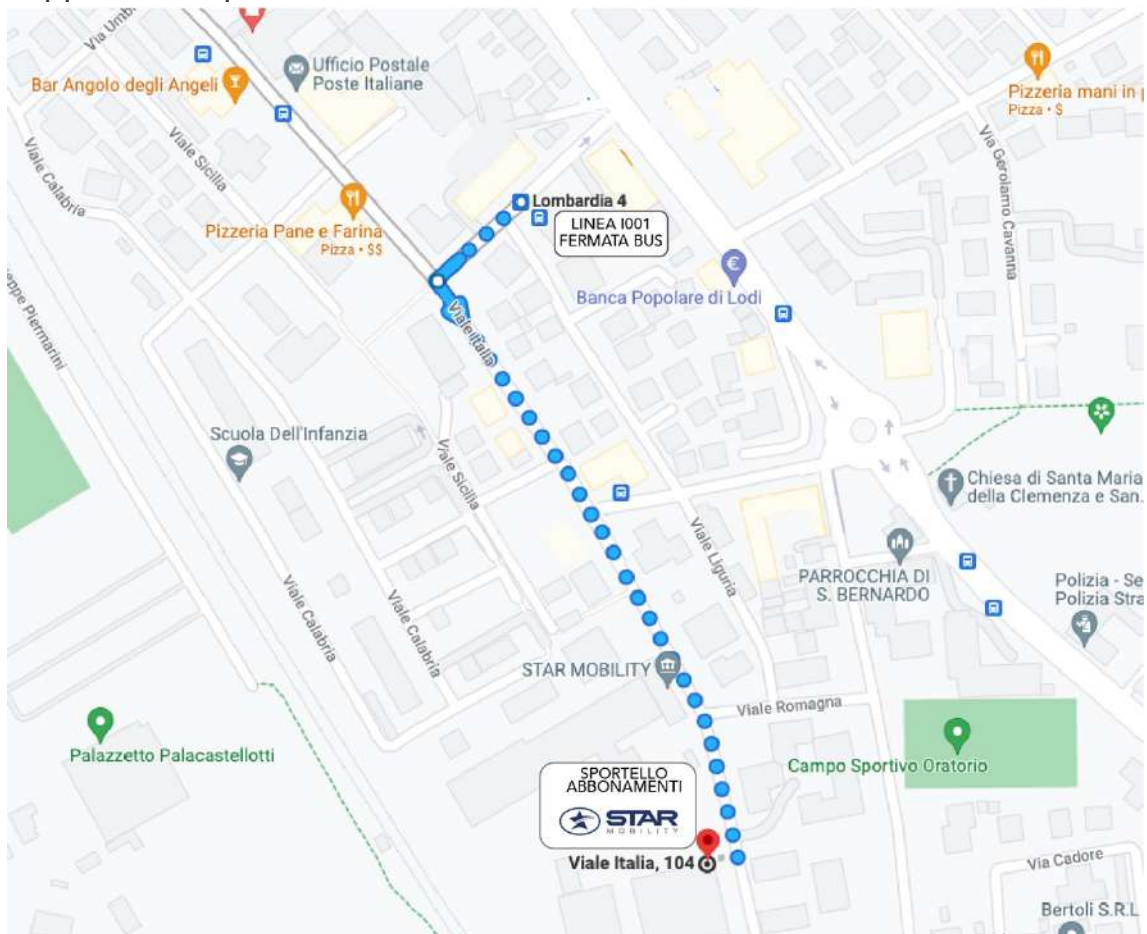 Via Umbr
Ufficio Postale
Poste Italiane
Bar Angolo degli Angeli
Pizzeria mani in p
Pizza • $
Viale Calabria
Viale Sicilia
Via Gerolamo Cavanna
Lombardia 4
LINEA I001
FERMATA BUS
Pizzeria Pane e Farina
Pizza • $$
€
Banca Popolare di Lodi
eppe Piermarini
Viale Italia
Scuola Dell'Infanzia
Viale Sicilia
Chiesa di Santa Maria
della Clemenza e San.
Viale Liguria
PARROCCHIA DI
S. BERNARDO
Polizia - Se
Polizia Stra
Viale Calabria
Viale Calabria
STAR MOBILITY
Viale Romagna
Palazzetto Palacastellotti
Campo Sportivo Oratorio
SPORTELLO
ABBONAMENTI
STAR
MOBILITY
Viale Italia, 104
Via Cadore
Bertoli S.R.L